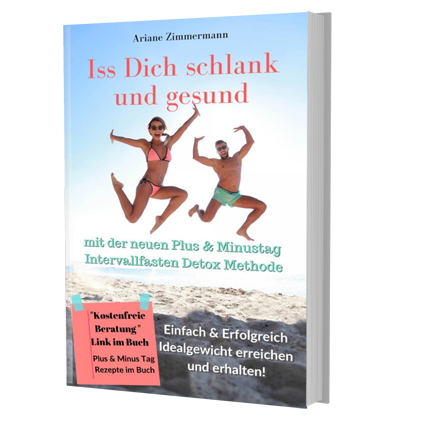 Ariane Zimmermann
Iss Dich schlank
und gesund
mit der neuen Plus & Minustag
Intervallfasten Detox Methode
"Kostenfreie
Beratung"
Link im Buch
Plus & Minus Tag
Rezepte im Buch
Einfach & Erfolgreich
Idealgewicht erreichen
und erhalten!